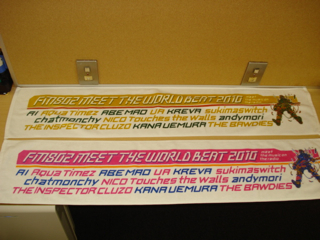 FM802 MEET THE WORLD BEAT 2010
AI Aqua Timez ABE MAO UA KREVA sukimaswitch
chatmonchy NICO Touches the Walls andymori
THE INSPECTOR CLUZO KANA UEMURA THE BAWDIES
FM802 MEET THE WORLD BEAT 2010
AI Aqua Timez ABE MAO UA KREVA sukimaswitch
chatmonchy NICO Touches the Walls andymori
THE INSPECTOR CLUZO KANA UEMURA THE BAWDIES